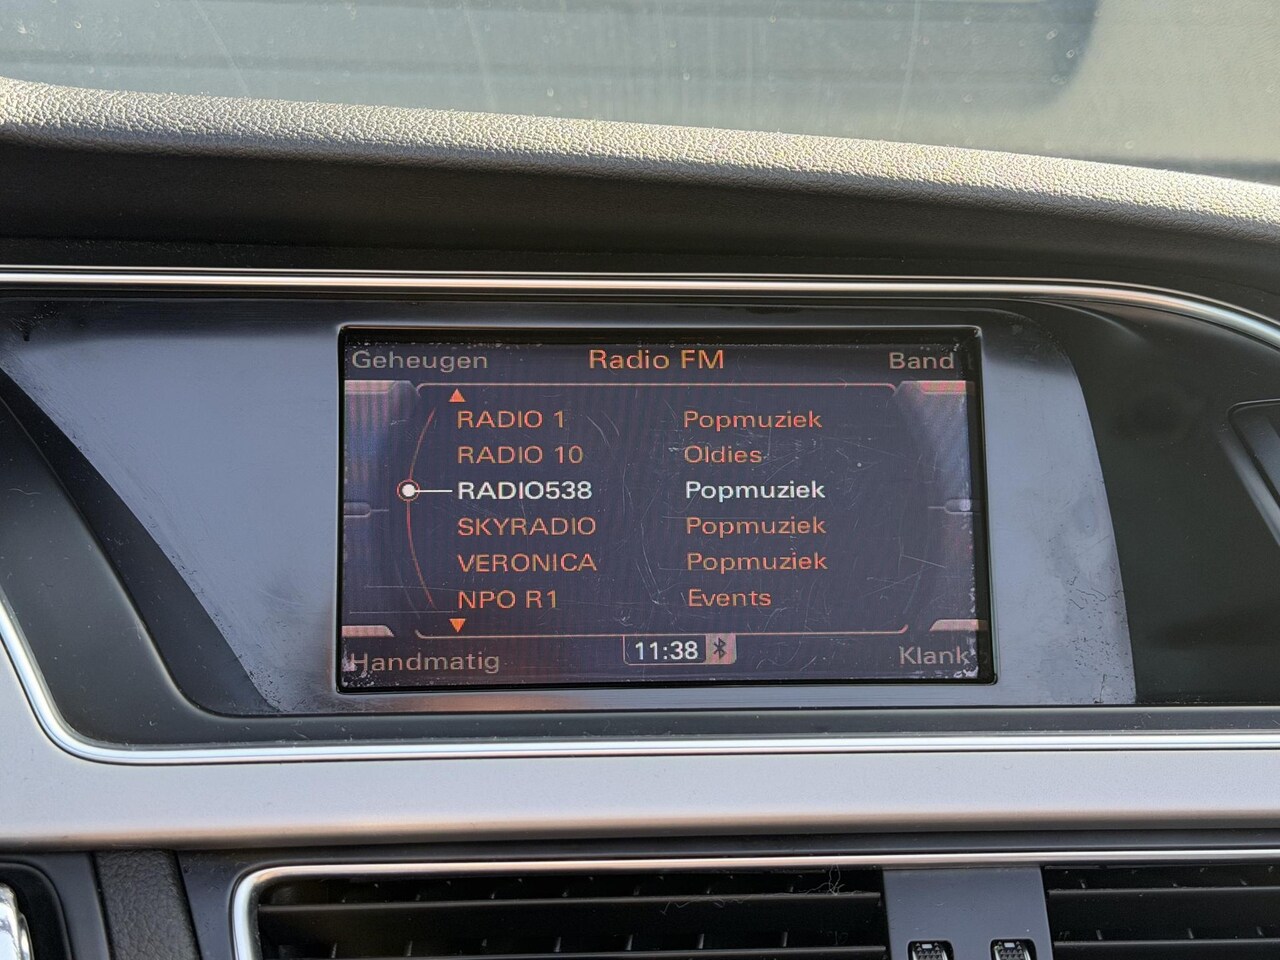 Geheugen Radio FM Band
RADIO 1 Popmuziek
RADIO 10 Oldies
RADIO538 Popmuziek
SKYRADIO Popmuziek
VERONICA Popmuziek
NPO R1 Events
Handmatig 11:38 Klank